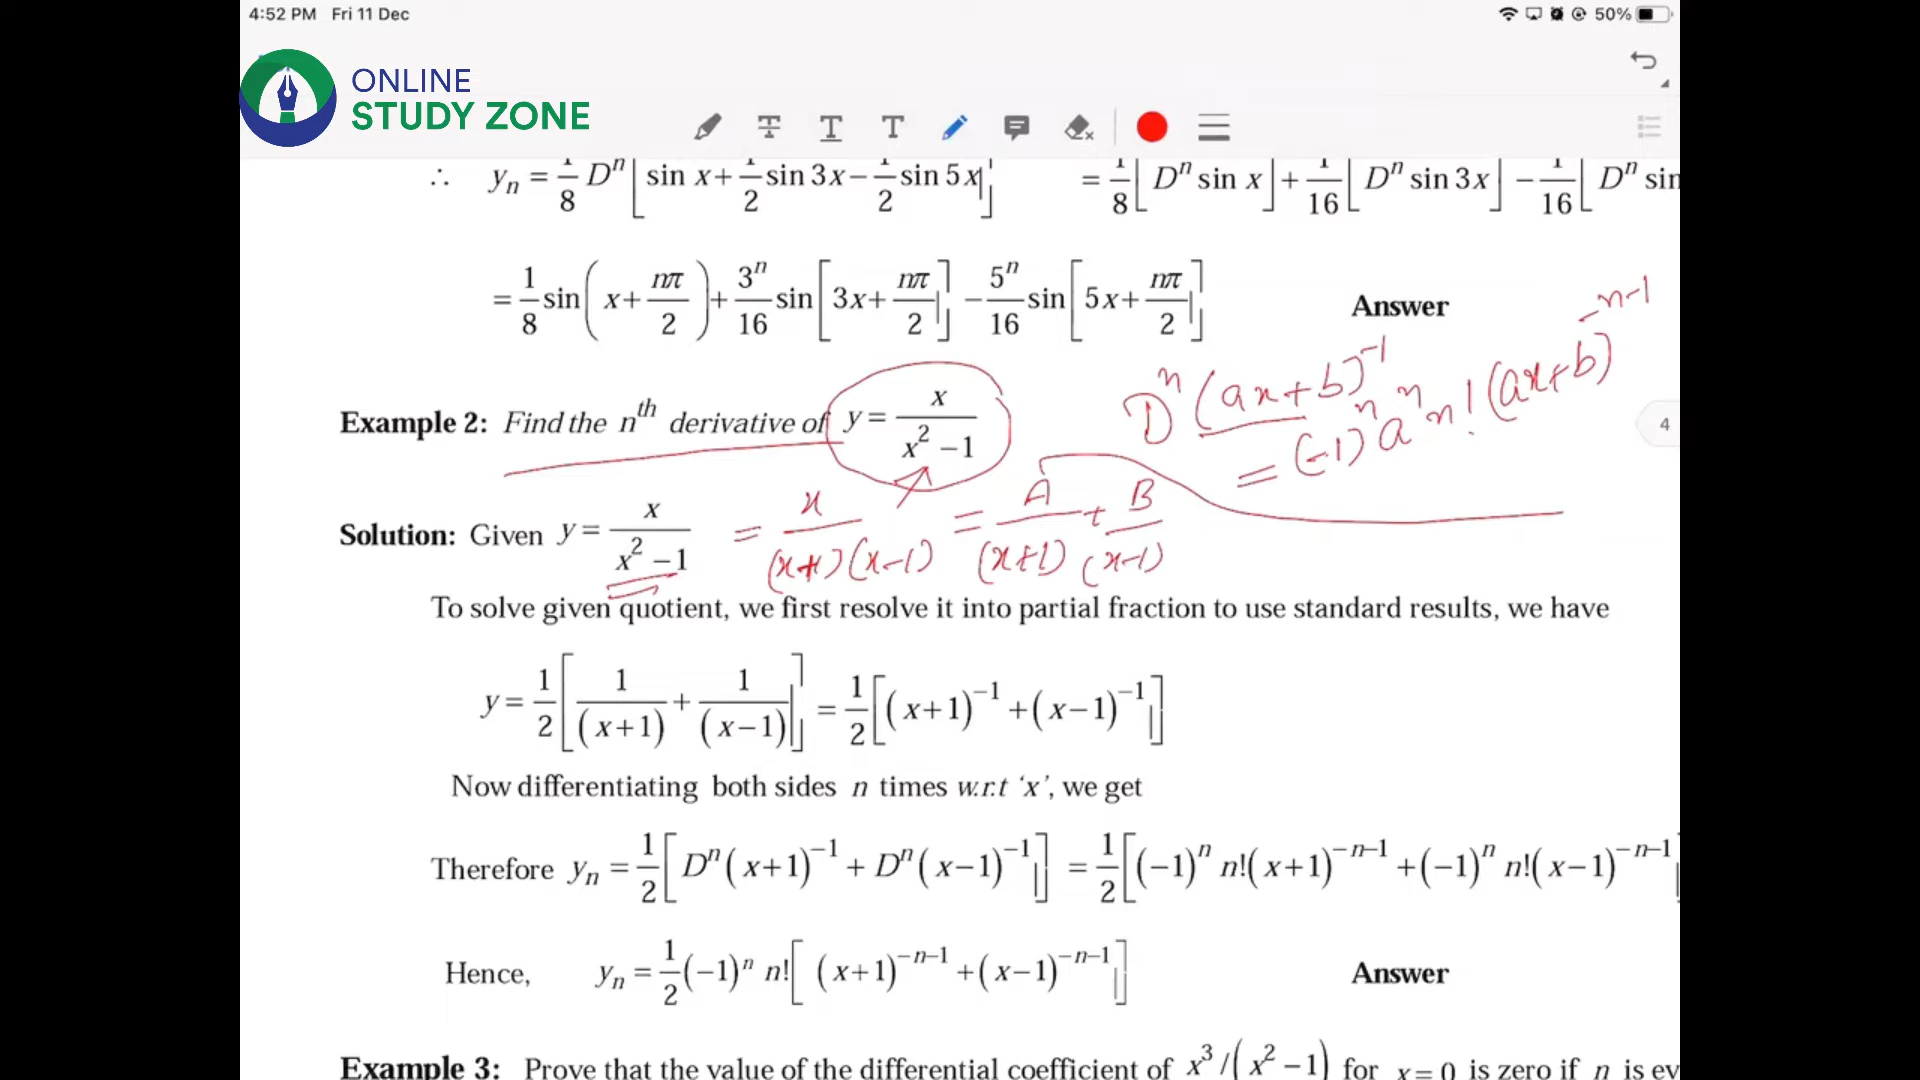 4:52 PM Fri 11 Dec
50%
ONLINE
STUDY ZONE
∴ yₙ = 1/8 Dⁿ [sin x + 1/2 sin 3x − 1/2 sin 5x] = 1/8 [Dⁿ sin x] + 1/16 [Dⁿ sin 3x] − 1/16 [Dⁿ sin
= 1/8 sin(x + nπ/2) + 3ⁿ/16 sin[3x + nπ/2] − 5ⁿ/16 sin[5x + nπ/2] Answer
Dⁿ (ax+b)⁻¹
= (-1)ⁿ aⁿ n! (ax+b)^(-n-1)
Example 2: Find the nᵗʰ derivative of y = x/(x² − 1)
4
Solution: Given y = x/(x² − 1) = x/((x+1)(x-1)) = A/(x+1) + B/(x-1)
To solve given quotient, we first resolve it into partial fraction to use standard results, we have
y = 1/2 [1/(x+1) + 1/(x−1)] = 1/2 [(x+1)⁻¹ + (x−1)⁻¹]
Now differentiating both sides n times w.r.t ‘x’, we get
Therefore yₙ = 1/2 [Dⁿ(x+1)⁻¹ + Dⁿ(x−1)⁻¹] = 1/2 [(−1)ⁿ n!(x+1)^(−n−1) + (−1)ⁿ n!(x−1)^(−n−1)
Hence, yₙ = 1/2 (−1)ⁿ n! [(x+1)^(−n−1) + (x−1)^(−n−1)] Answer
Example 3: Prove that the value of the differential coefficient of x³/(x² − 1) for x = 0 is zero if n is ev